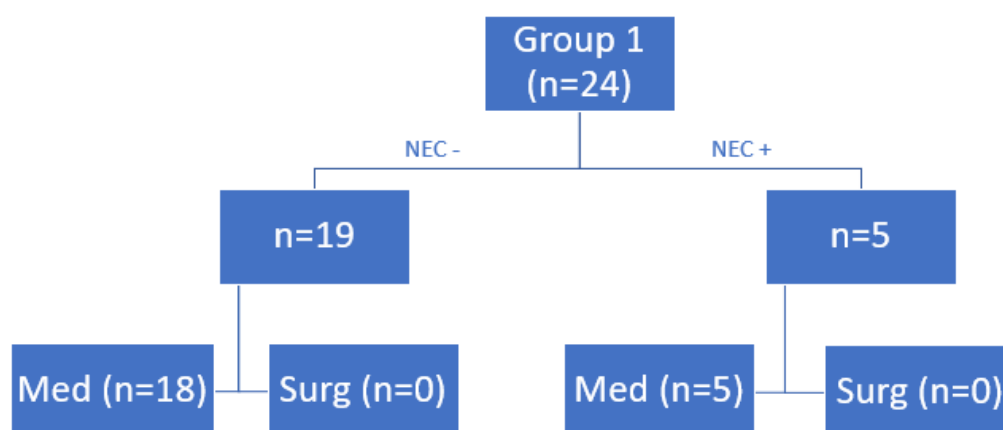 Group 1
(n=24)
NEC -
NEC +
n=19
n=5
Med (n=18)
Surg (n=0)
Med (n=5)
Surg (n=0)